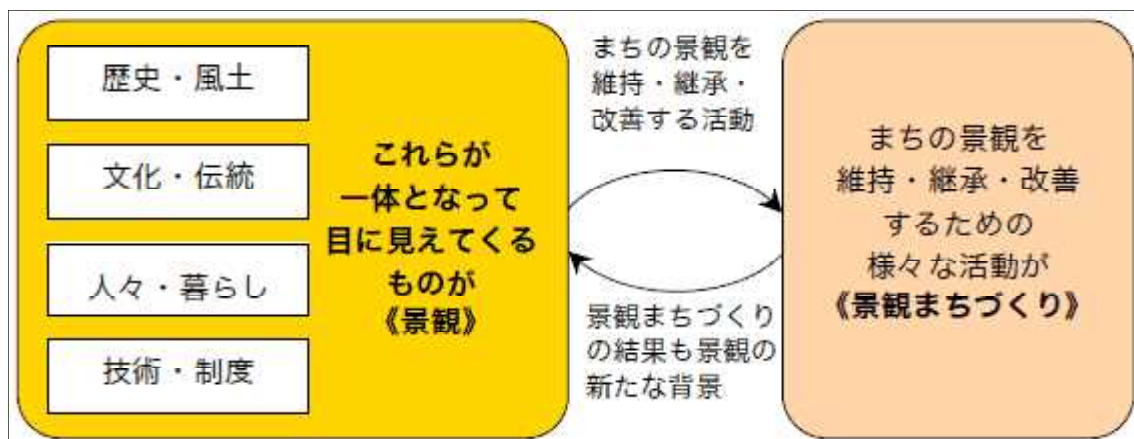 歴史・風土
文化・伝統
人々・暮らし
技術・制度
これらが
一体となって
目に見えてくる
ものが
《景観》
まちの景観を
維持・継承・
改善する活動
景観まちづくり
の結果も景観の
新たな背景
まちの景観を
維持・継承・改善
するための
様々な活動が
《景観まちづくり》